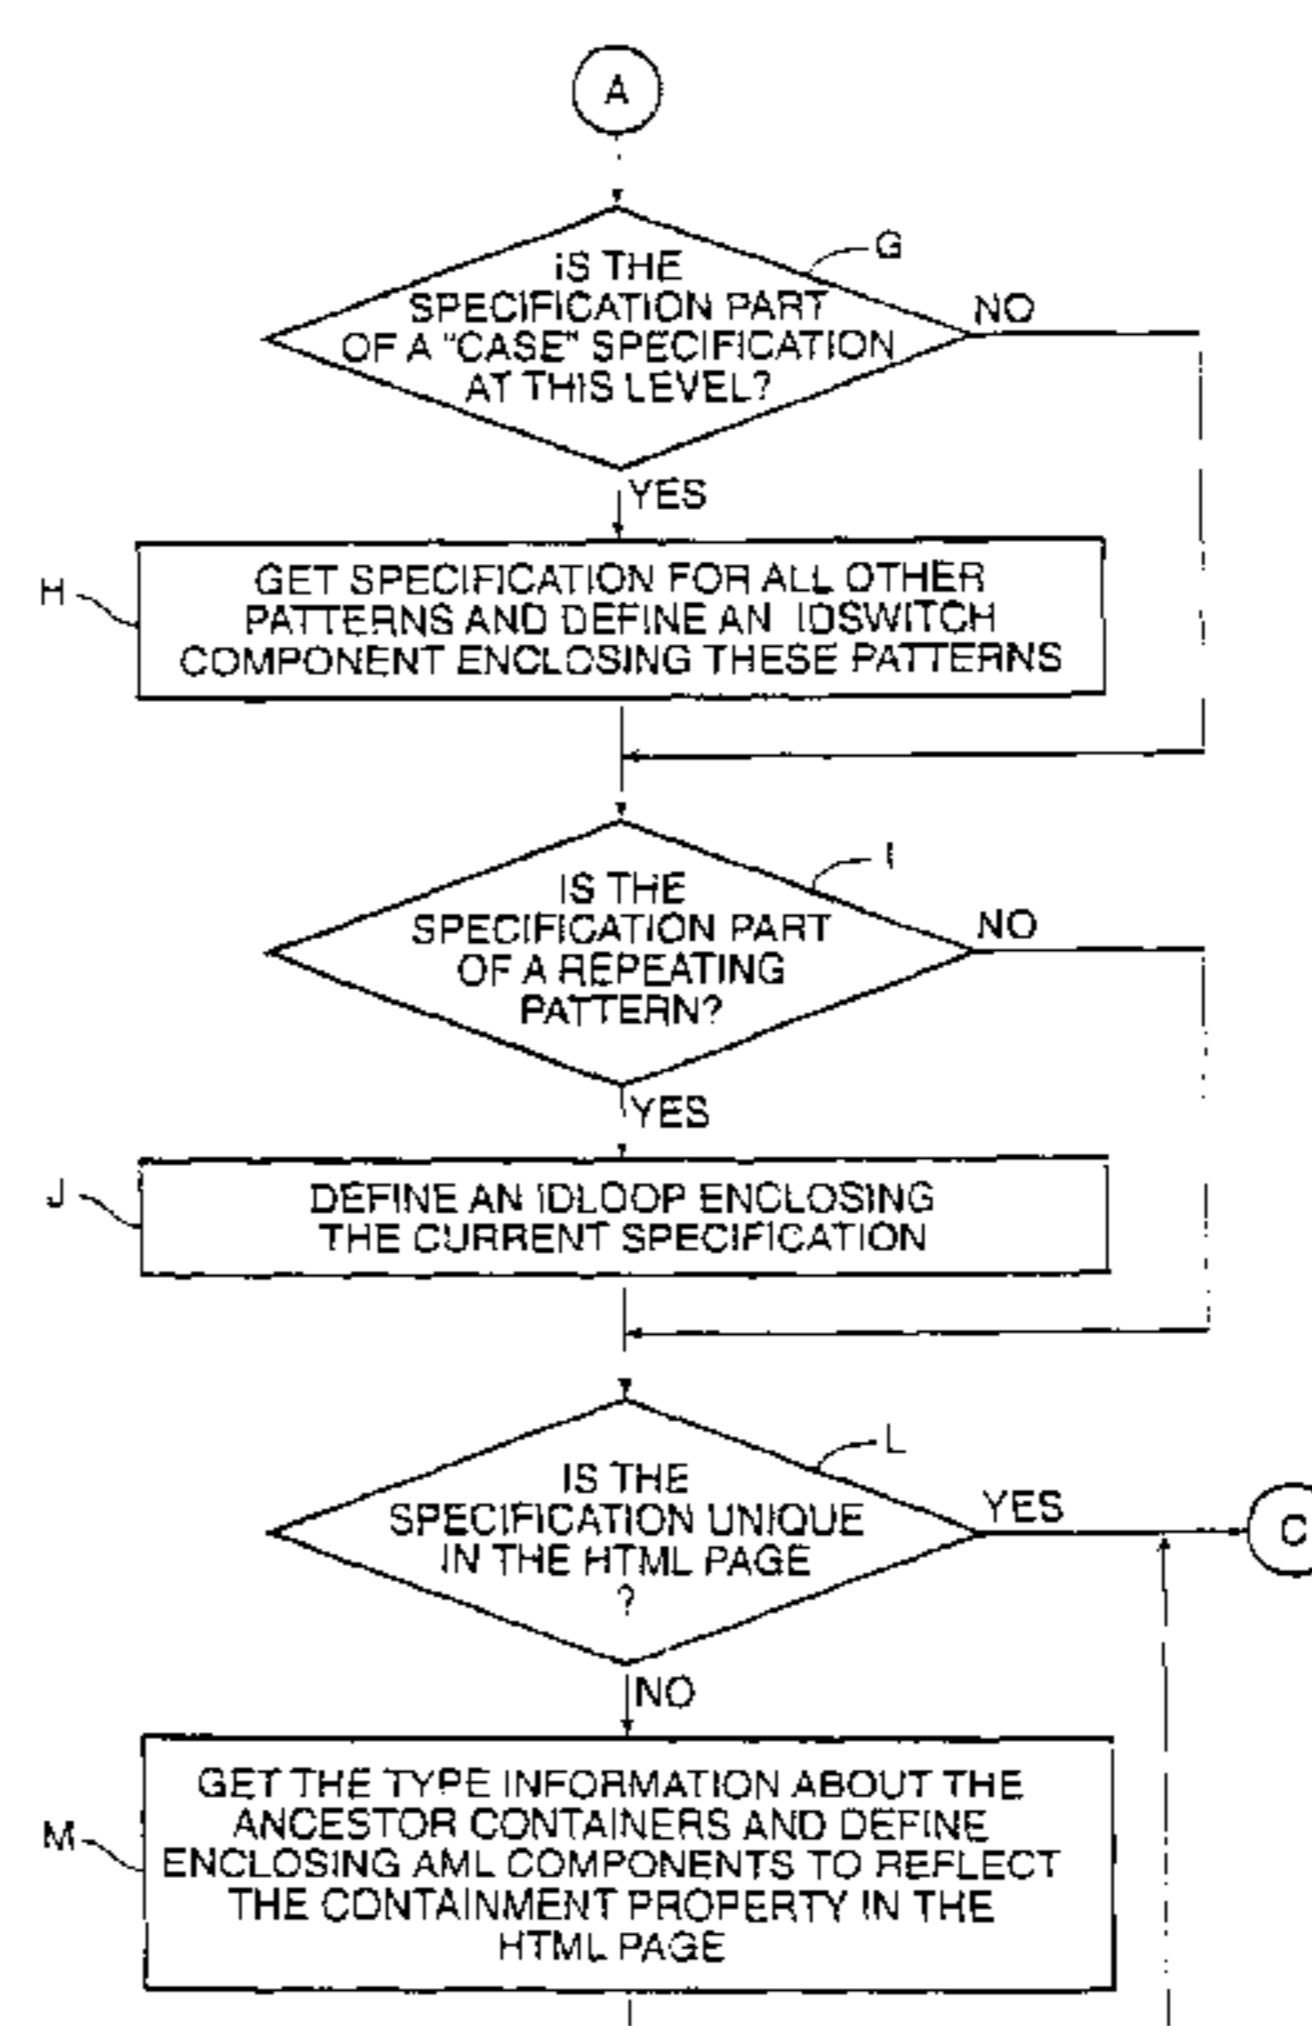 A
IS THE
SPECIFICATION PART
OF A "CASE" SPECIFICATION
AT THIS LEVEL?
G
NO
YES
H
GET SPECIFICATION FOR ALL OTHER
PATTERNS AND DEFINE AN IDSWITCH
COMPONENT ENCLOSING THESE PATTERNS
IS THE
SPECIFICATION PART
OF A REPEATING
PATTERN?
I
NO
YES
J
DEFINE AN IDLOOP ENCLOSING
THE CURRENT SPECIFICATION
IS THE
SPECIFICATION UNIQUE
IN THE HTML PAGE
?
L
YES
C
NO
M
GET THE TYPE INFORMATION ABOUT THE
ANCESTOR CONTAINERS AND DEFINE
ENCLOSING AML COMPONENTS TO REFLECT
THE CONTAINMENT PROPERTY IN THE
HTML PAGE